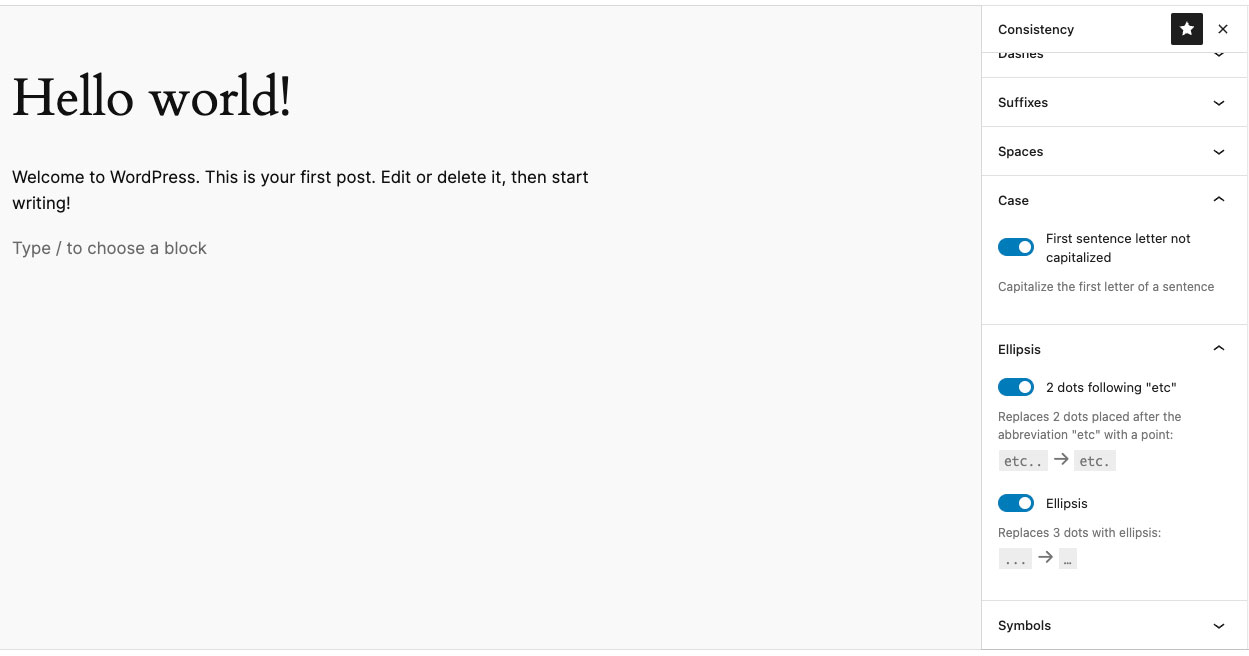 Hello world!
Welcome to WordPress. This is your first post. Edit or delete it, then start
writing!
Type / to choose a block
Consistency
Dashes
Suffixes
Spaces
Case
First sentence letter not
capitalized
Capitalize the first letter of a sentence
Ellipsis
2 dots following "etc"
Replaces 2 dots placed after the
abbreviation "etc" with a point:
etc.. → etc.
Ellipsis
Replaces 3 dots with ellipsis:
... → …
Symbols